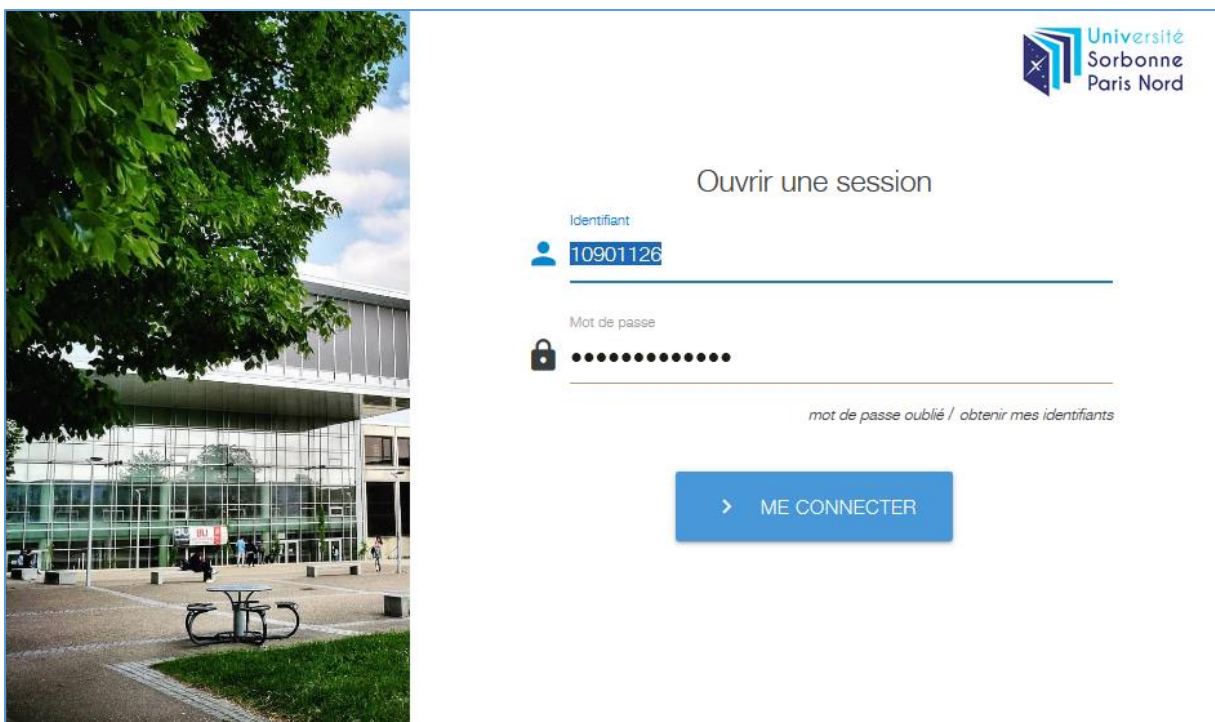 Université
Sorbonne
Paris Nord
Ouvrir une session
Identifiant
10901126
Mot de passe
•••••••••••••
mot de passe oublié / obtenir mes identifiants
ME CONNECTER
BU